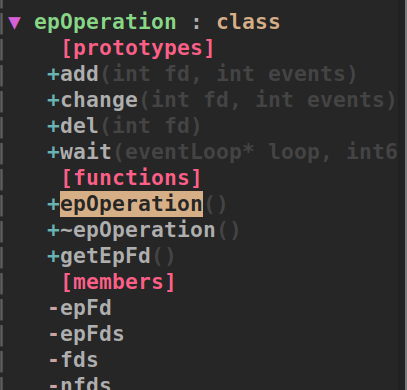 ▼ epOperation : class
[prototypes]
+add(int fd, int events)
+change(int fd, int events)
+del(int fd)
+wait(eventLoop* loop, int6
[functions]
+epOperation()
+~epOperation()
+getEpFd()
[members]
-epFd
-epFds
-fds
-nfds